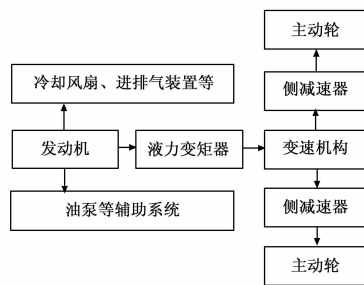 主动轮
冷却风扇、进排气装置等
侧减速器
发动机
液力变矩器
变速机构
油泵等辅助系统
侧减速器
主动轮